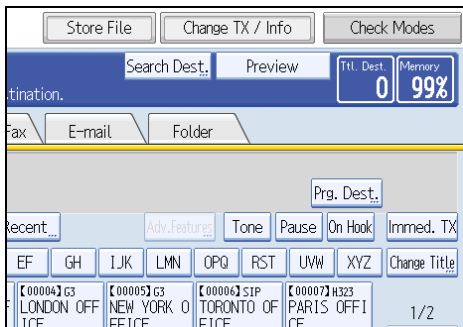 Store File Change TX / Info Check Modes
Search Dest. Preview Ttl. Dest. Memory
tination. 0 99%
Fax E-mail Folder
Prg. Dest.
Recent Adv.Features Tone Pause On Hook Immed. TX
EF GH IJK LMN OPQ RST UVW XYZ Change Title
【00004】G3 【00005】G3 【00006】SIP 【00007】H323
LONDON OFF NEW YORK O TORONTO OF PARIS OFFI 1/2
ICE FFICE FICE CE